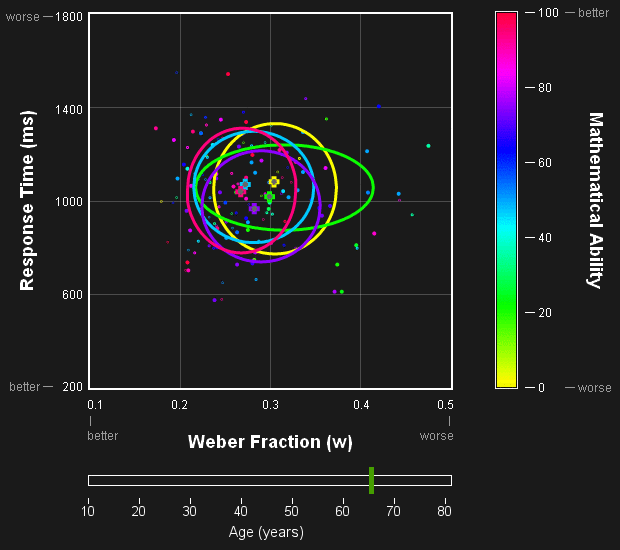 worse
1800
1400
1000
600
200
better
Response Time (ms)
0.1 0.2 0.3 0.4 0.5
better
worse
Weber Fraction (w)
10 20 30 40 50 60 70 80
Age (years)
100
better
80
60
40
20
0
worse
Mathematical Ability